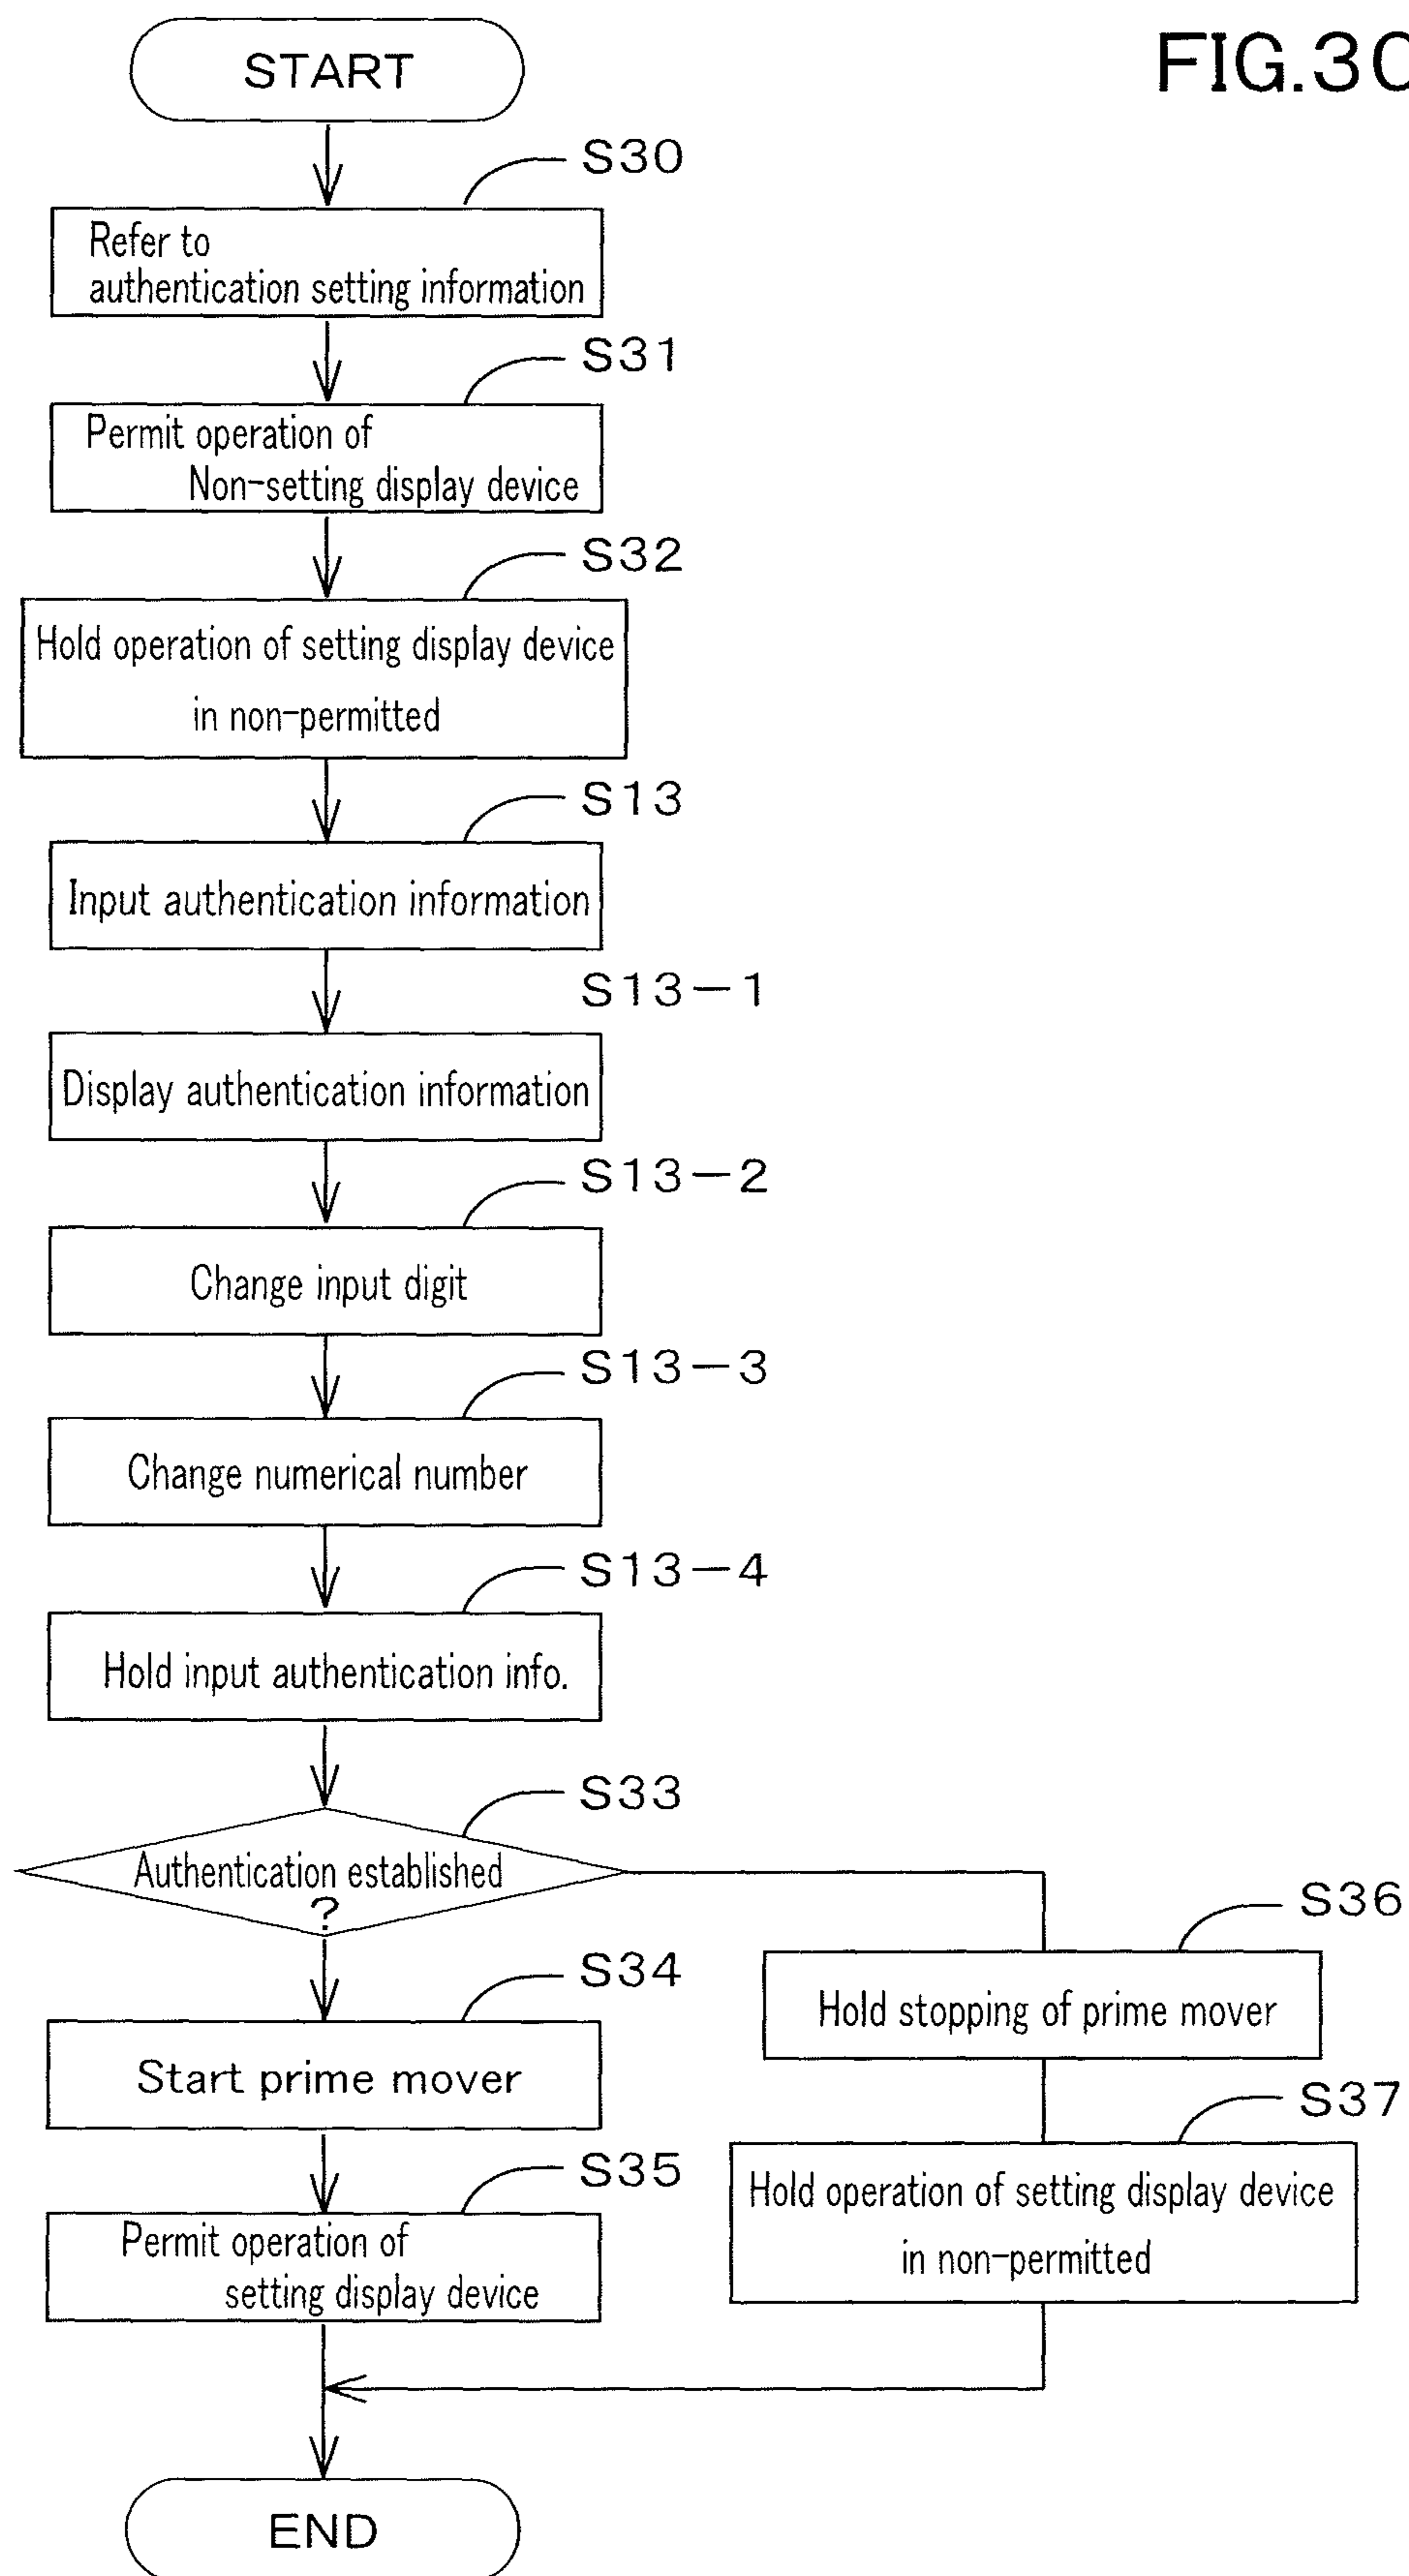 FIG.3C
START
S30
Refer to
authentication setting information
S31
Permit operation of
Non-setting display device
S32
Hold operation of setting display device
in non-permitted
S13
Input authentication information
S13-1
Display authentication information
S13-2
Change input digit
S13-3
Change numerical number
S13-4
Hold input authentication info.
S33
Authentication established
?
S34
Start prime mover
S35
Permit operation of
setting display device
S36
Hold stopping of prime mover
S37
Hold operation of setting display device
in non-permitted
END